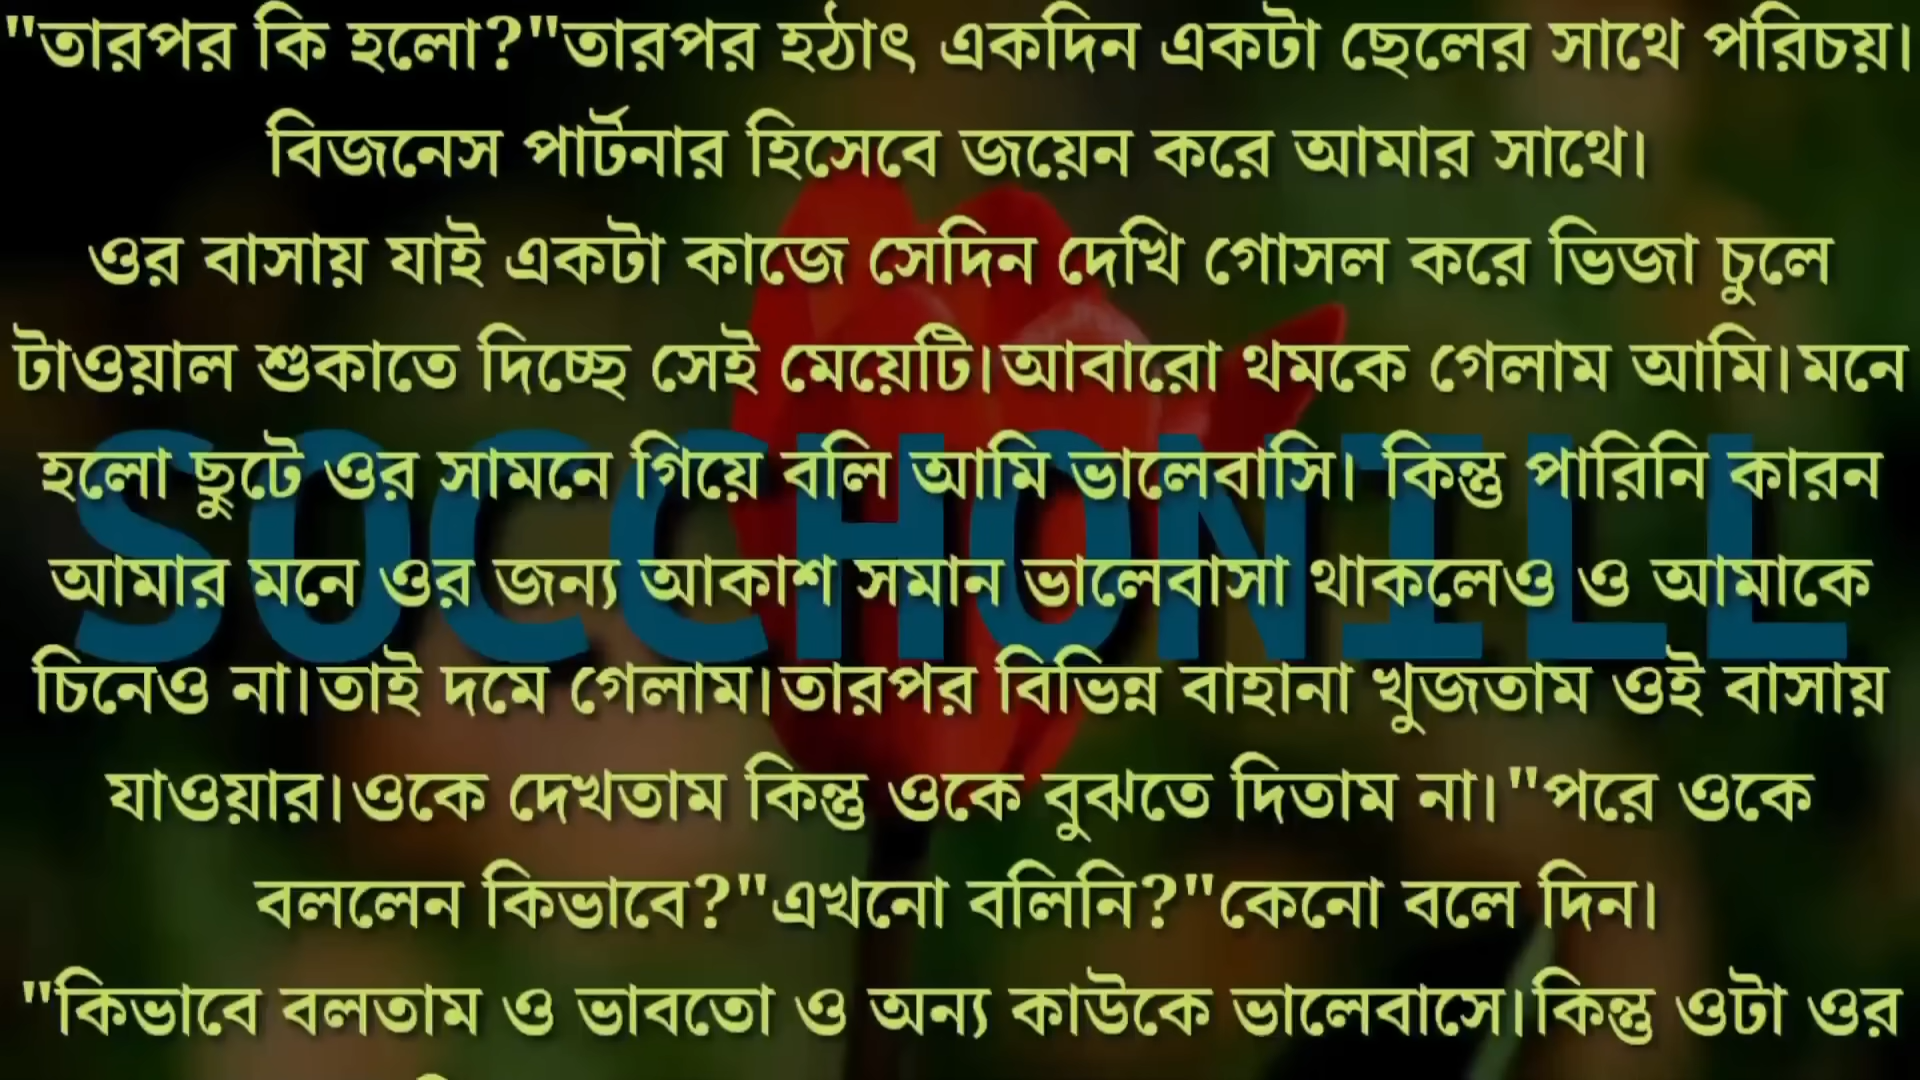 "তারপর কি হলো?"তারপর হঠাৎ একদিন একটা ছেলের সাথে পরিচয়।
বিজনেস পার্টনার হিসেবে জয়েন করে আমার সাথে।
ওর বাসায় যাই একটা কাজে সেদিন দেখি গোসল করে ভিজা চুলে
টাওয়াল শুকাতে দিচ্ছে সেই মেয়েটি।আবারো থমকে গেলাম আমি।মনে
হলো ছুটে ওর সামনে গিয়ে বলি আমি ভালেবাসি। কিন্তু পারিনি কারন
আমার মনে ওর জন্য আকাশ সমান ভালেবাসা থাকলেও ও আমাকে
SOCCHONILL
চিনেও না।তাই দমে গেলাম।তারপর বিভিন্ন বাহানা খুজতাম ওই বাসায়
যাওয়ার।ওকে দেখতাম কিন্তু ওকে বুঝতে দিতাম না।"পরে ওকে
বললেন কিভাবে?"এখনো বলিনি?"কেনো বলে দিন।
"কিভাবে বলতাম ও ভাবতো ও অন্য কাউকে ভালেবাসে।কিন্তু ওটা ওর